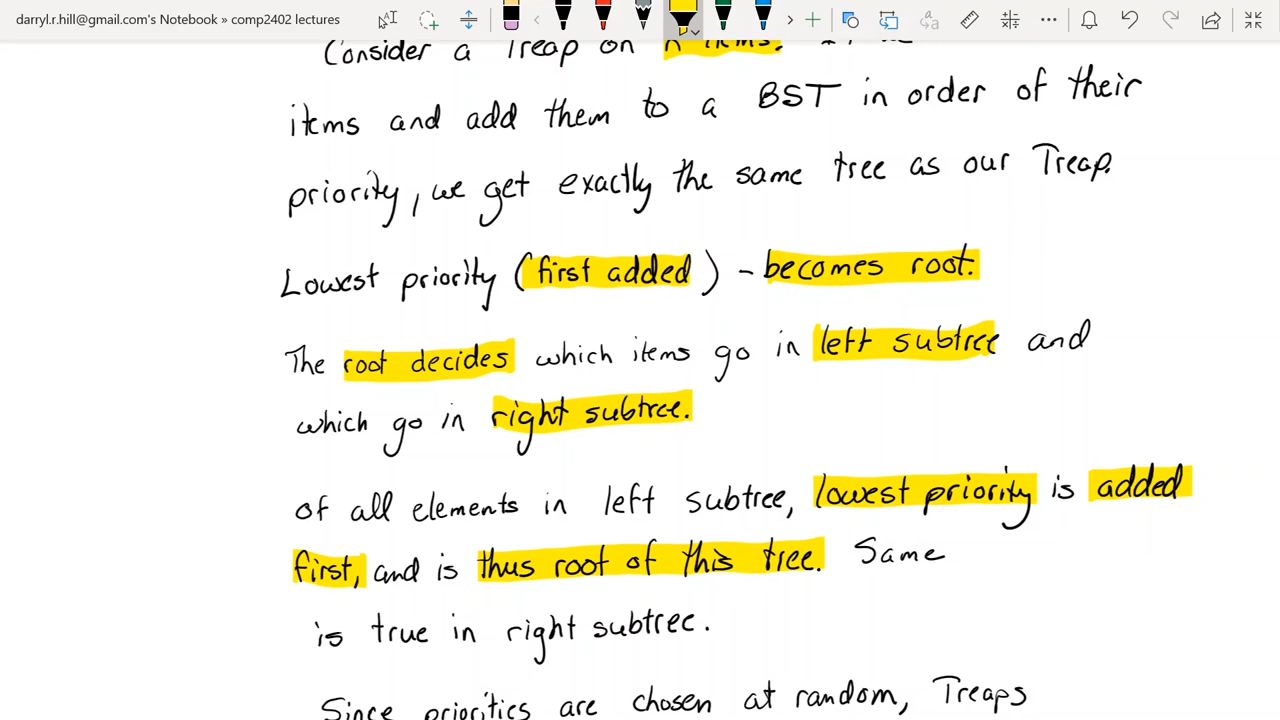 darryl.r.hill@gmail.com's Notebook » comp2402 lectures
Consider a Treap on n items.
items and add them to a BST in order of their
priority, we get exactly the same tree as our Treap.
Lowest priority (first added) - becomes root.
The root decides which items go in left subtree and
which go in right subtree.
of all elements in left subtree, lowest priority is added
first, and is thus root of this tree. Same
is true in right subtree.
Since priorities are chosen at random, Treaps